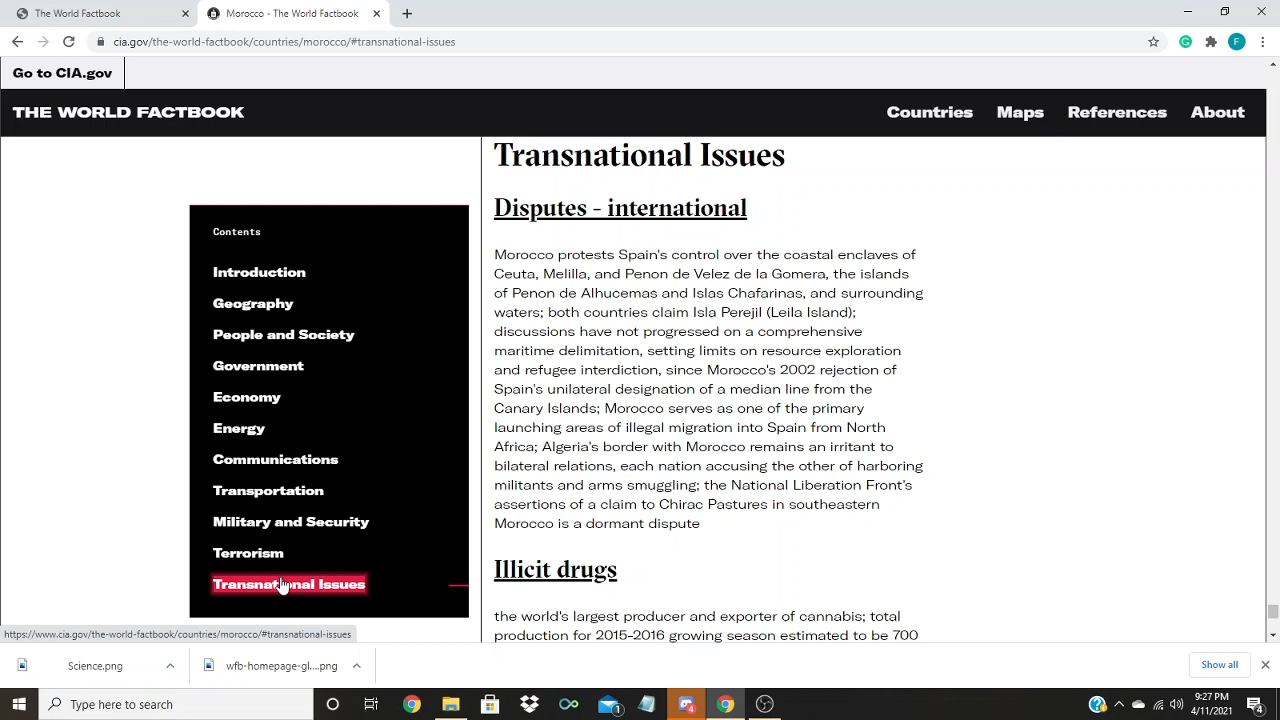 The World Factbook
Morocco - The World Factbook
cia.gov/the-world-factbook/countries/morocco/#transnational-issues
F
Go to CIA.gov
THE WORLD FACTBOOK
Countries
Maps
References
About
Contents
Introduction
Geography
People and Society
Government
Economy
Energy
Communications
Transportation
Military and Security
Terrorism
Transnational Issues
Transnational Issues
Disputes - international
Morocco protests Spain's control over the coastal enclaves of
Ceuta, Melilla, and Penon de Velez de la Gomera, the islands
of Penon de Alhucemas and Islas Chafarinas, and surrounding
waters; both countries claim Isla Perejil (Leila Island);
discussions have not progressed on a comprehensive
maritime delimitation, setting limits on resource exploration
and refugee interdiction, since Morocco's 2002 rejection of
Spain's unilateral designation of a median line from the
Canary Islands; Morocco serves as one of the primary
launching areas of illegal migration into Spain from North
Africa; Algeria's border with Morocco remains an irritant to
bilateral relations, each nation accusing the other of harboring
militants and arms smuggling; the National Liberation Front's
assertions of a claim to Chirac Pastures in southeastern
Morocco is a dormant dispute
Illicit drugs
the world's largest producer and exporter of cannabis; total
production for 2015-2016 growing season estimated to be 700
https://www.cia.gov/the-world-factbook/countries/morocco/#transnational-issues
Science.png
wfb-homepage-gl....png
Show all
Type here to search
1
4
9:27 PM
4/11/2021
4